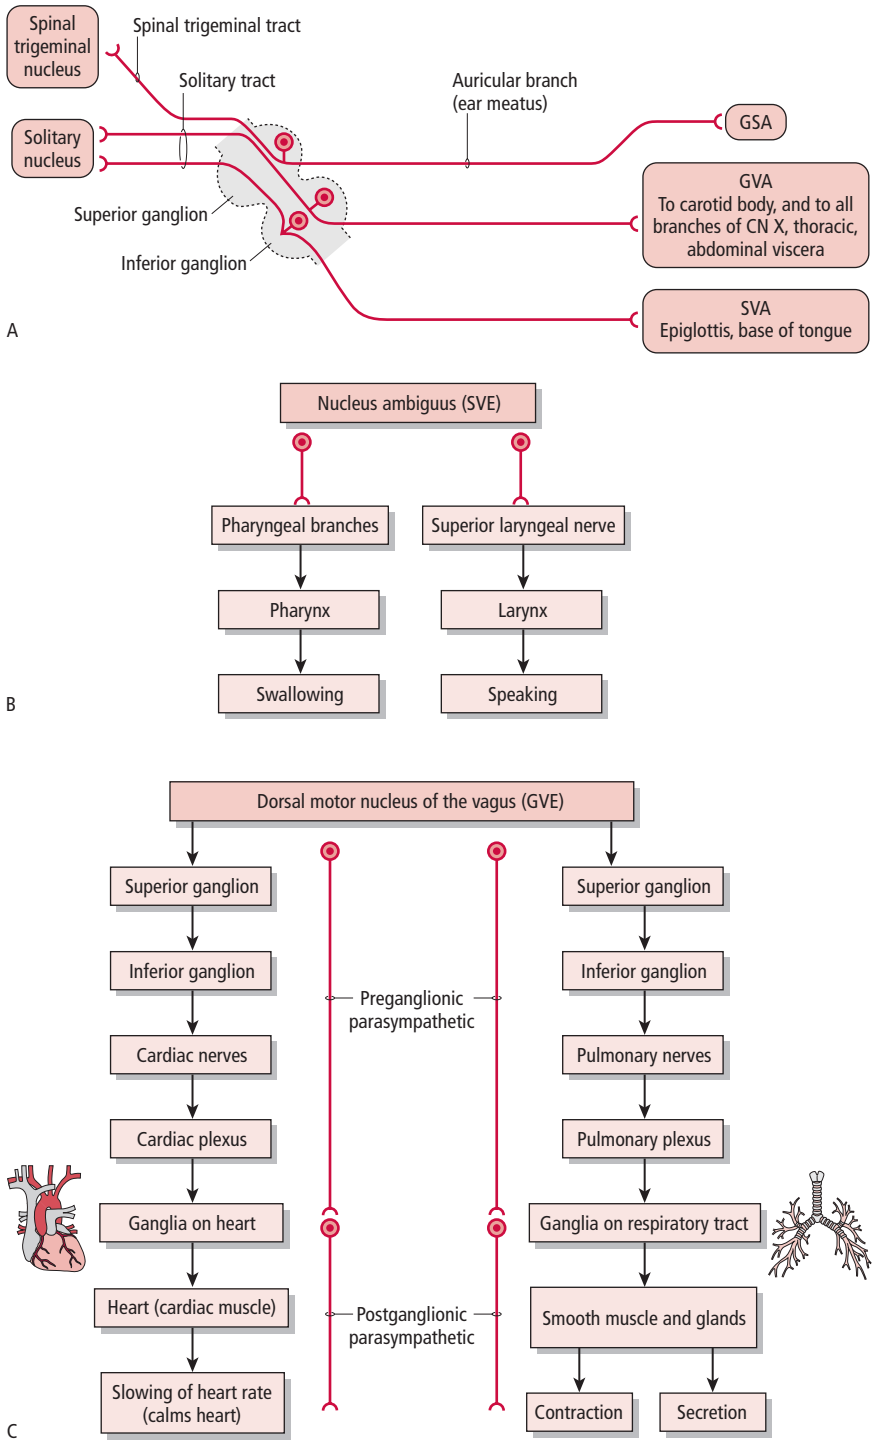 Spinal
trigeminal
nucleus
Spinal trigeminal tract
Solitary tract
Auricular branch
(ear meatus)
GSA
Solitary
nucleus
GVA
To carotid body, and to all
branches of CN X, thoracic,
abdominal viscera
Superior ganglion
Inferior ganglion
SVA
Epiglottis, base of tongue
A
Nucleus ambiguus (SVE)
Pharyngeal branches
Superior laryngeal nerve
Pharynx
Larynx
Swallowing
Speaking
B
Dorsal motor nucleus of the vagus (GVE)
Superior ganglion
Superior ganglion
Inferior ganglion
Inferior ganglion
Preganglionic
parasympathetic
Cardiac nerves
Pulmonary nerves
Cardiac plexus
Pulmonary plexus
Ganglia on heart
Ganglia on respiratory tract
Heart (cardiac muscle)
Postganglionic
parasympathetic
Smooth muscle and glands
Slowing of heart rate
(calms heart)
Contraction
Secretion
C